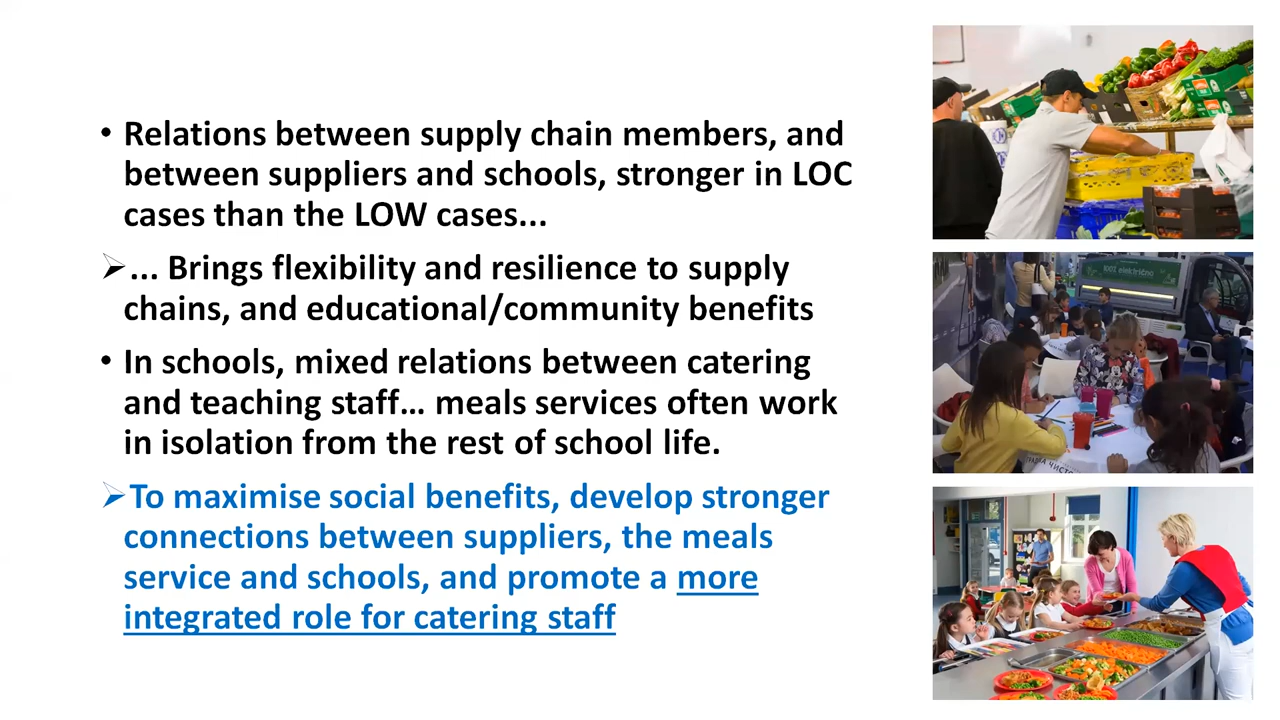 • Relations between supply chain members, and
between suppliers and schools, stronger in LOC
cases than the LOW cases...
➢... Brings flexibility and resilience to supply
chains, and educational/community benefits
• In schools, mixed relations between catering
and teaching staff… meals services often work
in isolation from the rest of school life.
➢To maximise social benefits, develop stronger
connections between suppliers, the meals
service and schools, and promote a more
integrated role for catering staff
100% električno